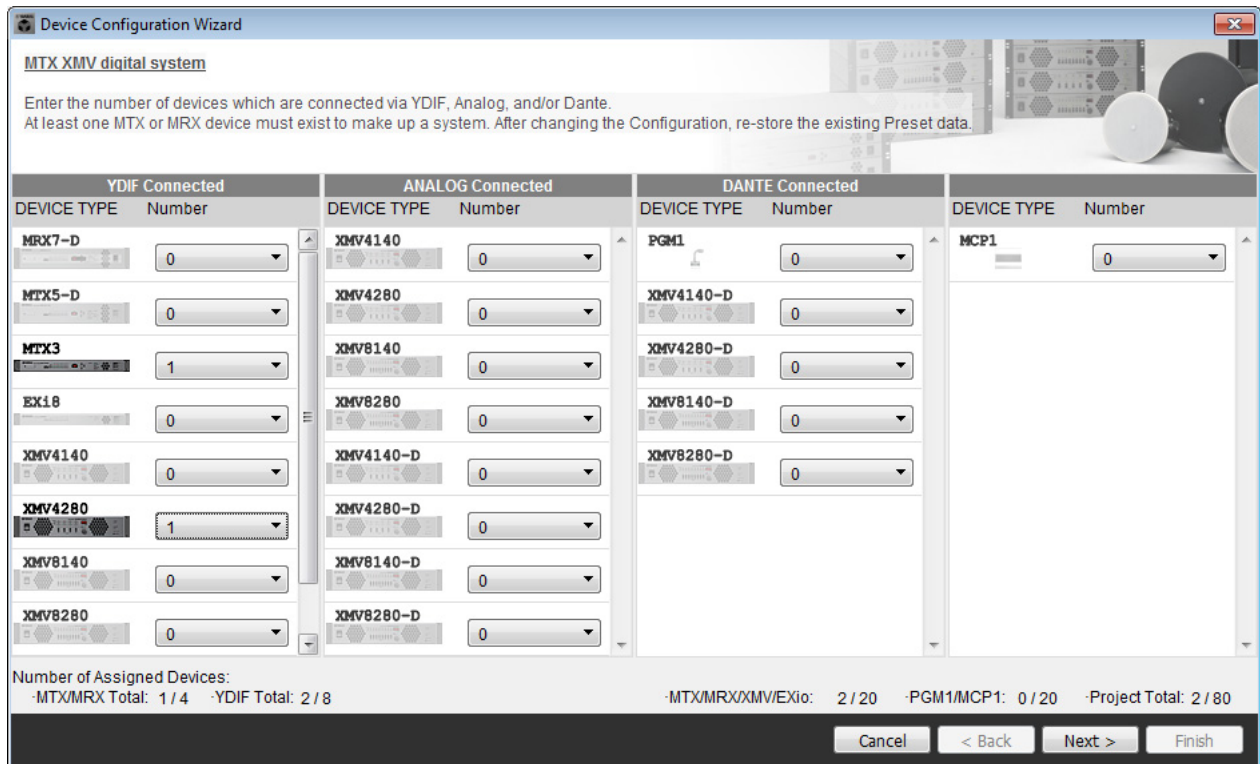 Device Configuration Wizard
MTX XMV digital system
Enter the number of devices which are connected via YDIF, Analog, and/or Dante.
At least one MTX or MRX device must exist to make up a system. After changing the Configuration, re-store the existing Preset data.
YDIF Connected
DEVICE TYPE Number
MRX7-D 0
MTX5-D 0
MTX3 1
EXi8 0
XMV4140 0
XMV4280 1
XMV8140 0
XMV8280 0
ANALOG Connected
DEVICE TYPE Number
XMV4140 0
XMV4280 0
XMV8140 0
XMV8280 0
XMV4140-D 0
XMV4280-D 0
XMV8140-D 0
XMV8280-D 0
DANTE Connected
DEVICE TYPE Number
PGM1 0
XMV4140-D 0
XMV4280-D 0
XMV8140-D 0
XMV8280-D 0
DEVICE TYPE Number
MCP1 0
Number of Assigned Devices:
·MTX/MRX Total: 1 / 4 ·YDIF Total: 2 / 8 ·MTX/MRX/XMV/EXio: 2 / 20 ·PGM1/MCP1: 0 / 20 ·Project Total: 2 / 80
Cancel < Back Next > Finish